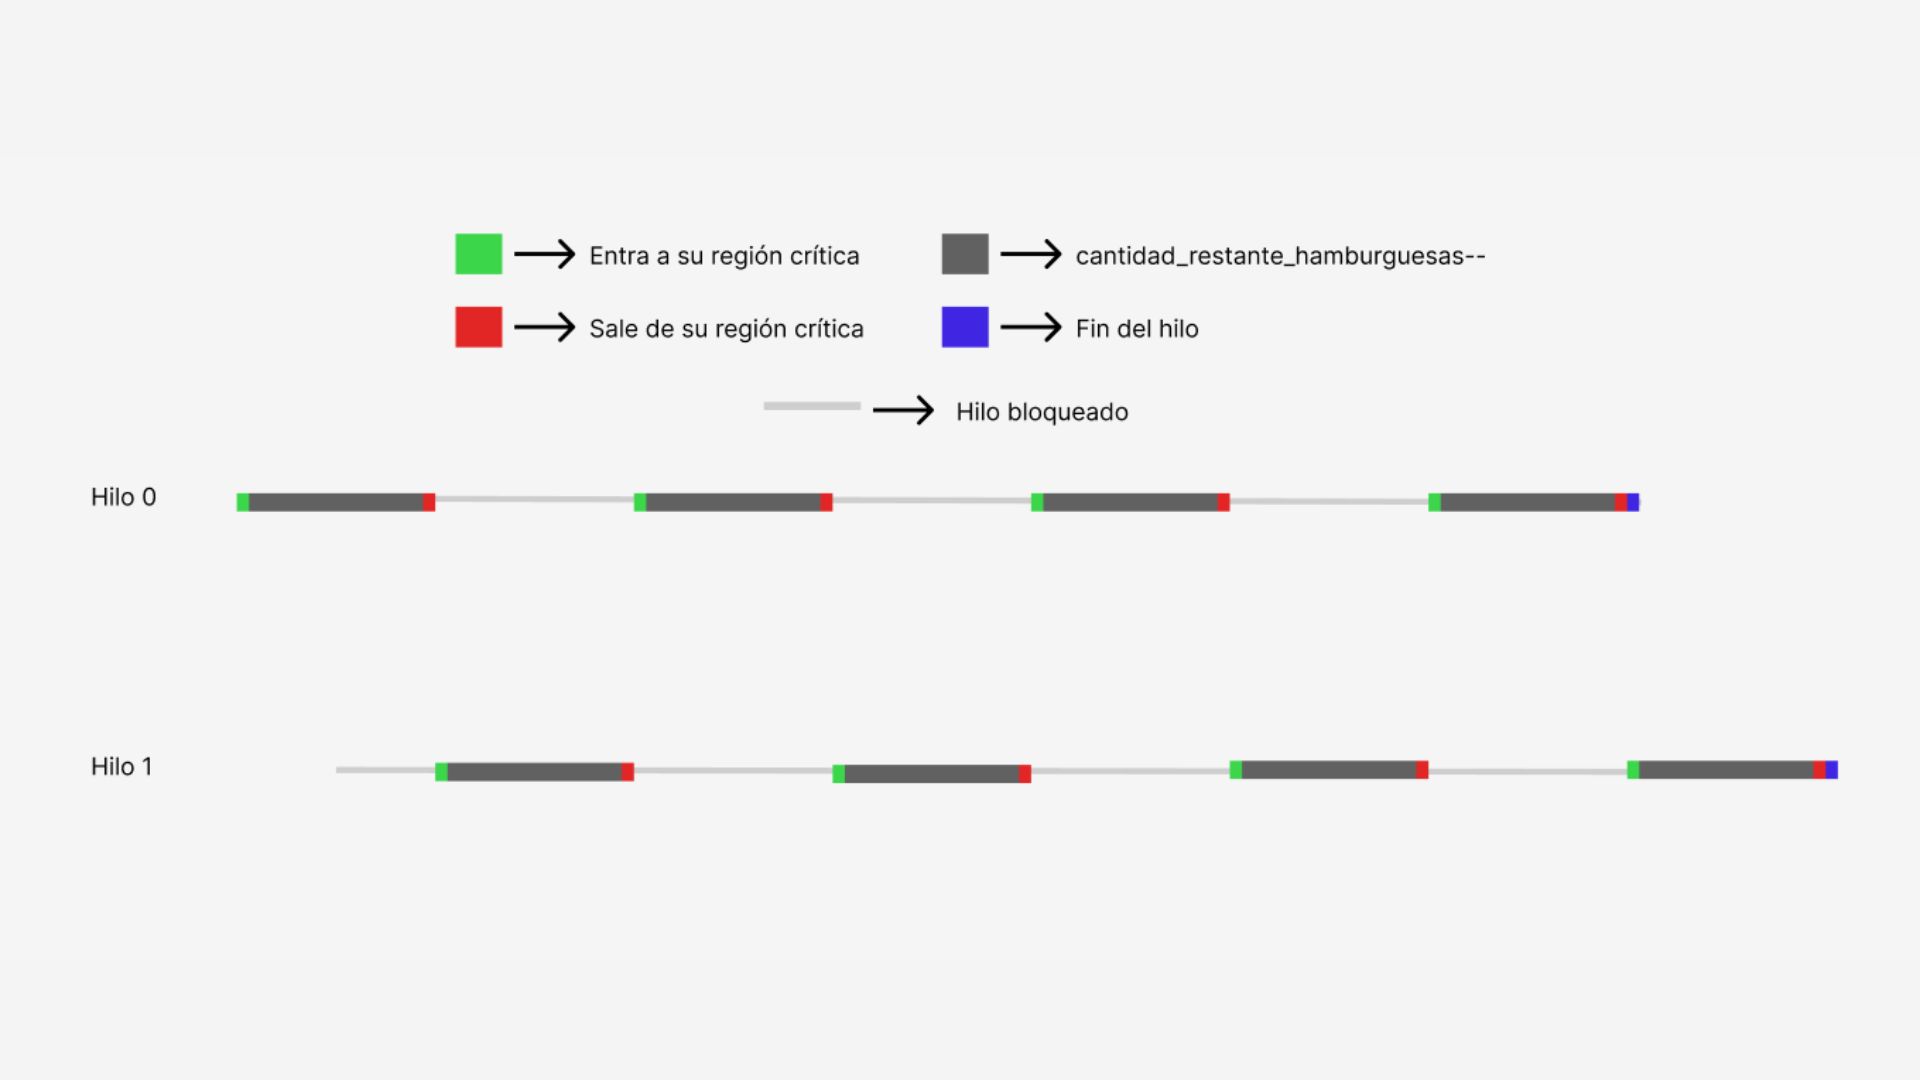 Entra a su región crítica
cantidad_restante_hamburguesas--
Sale de su región crítica
Fin del hilo
Hilo bloqueado
Hilo 0
Hilo 1